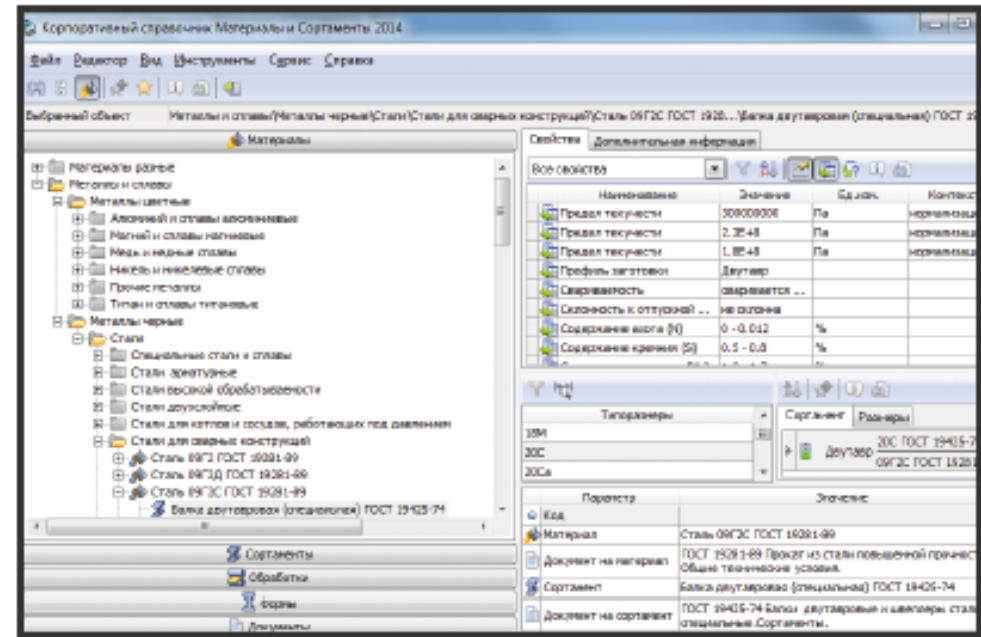 Корпоративный справочник Материалы и Сортаменты 2014
Файл Редактор Вид Инструменты Сервис Справка
Выбранный объект Металлы и сплавы\Металлы черные\Стали\Стали для сварных конструкций\Сталь 09Г2С ГОСТ 1928...\Балка двутавровая (специальная) ГОСТ 19
Материалы
Материалы разные
Металлы и сплавы
Металлы цветные
Алюминий и сплавы алюминиевые
Магний и сплавы магниевые
Медь и медные сплавы
Никель и никелевые сплавы
Прочие металлы
Титан и сплавы титановые
Металлы черные
Стали
Специальные стали и сплавы
Стали арматурные
Стали высокой обрабатываемости
Стали двухслойные
Стали для котлов и сосудов, работающих под давлением
Стали для сварных конструкций
Сталь 09Г2 ГОСТ 19281-89
Сталь 09Г2Д ГОСТ 19281-89
Сталь 09Г2С ГОСТ 19281-89
Балка двутавровая (специальная) ГОСТ 19425-74
Сортаменты
Обработка
Формы
Документы
Свойства Дополнительная информация
Все свойства
Наименование Значение Ед.изм. Контекст
Предел текучести 300000000 Па нормализац
Предел текучести 2.3E+8 Па нормализац
Предел текучести 1.8E+8 Па нормализац
Профиль заготовки Двутавр
Свариваемость сваривается ...
Склонность к отпускной ... не склонна
Содержание азота (N) 0 - 0.012 %
Содержание кремния (Si) 0.5 - 0.8 %
Типоразмеры
18М
20С
20Са
Сортамент Размеры
Двутавр 20С ГОСТ 19425-7
09Г2С ГОСТ 19281
Параметр Значение
Код
Материал Сталь 09Г2С ГОСТ 19281-89
Документ на материал ГОСТ 19281-89 Прокат из стали повышенной прочнос
Общие технические условия.
Сортамент Балка двутавровая (специальная) ГОСТ 19425-74
Документ на сортамент ГОСТ 19425-74 Балки двутавровые и швеллеры стал
специальные.Сортаменты.